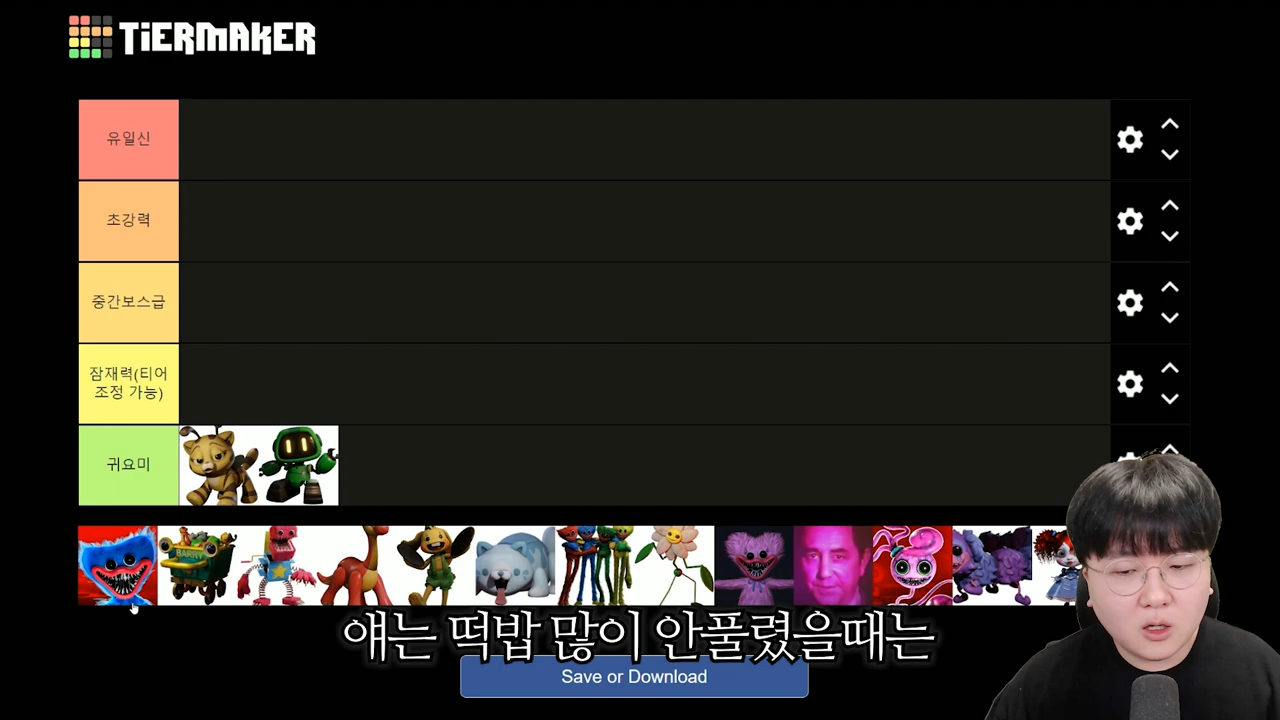 TiERMAKER
유일신
초강력
중간보스급
잠재력(티어
조정 가능)
귀요미
BARRY
얘는 떡밥 많이 안풀렸을때는
Save or Download